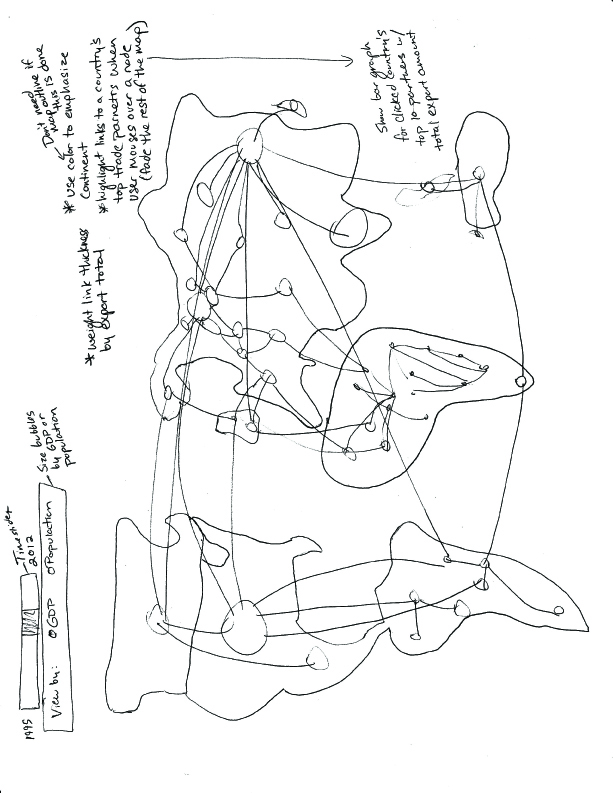 1995
2012
Timeslider
View by: GDP Population
Size bubbles
by GDP or
population
* weight link thickness
by export total
Don't need
map outline if
this is done
* use color to emphasize
continent
* highlight links to a country's
top trade parnetrs when
user mouses over a node
(fade the rest of the map)
Show bar graph
for clicked country's
top 10 partners w/
total export amount